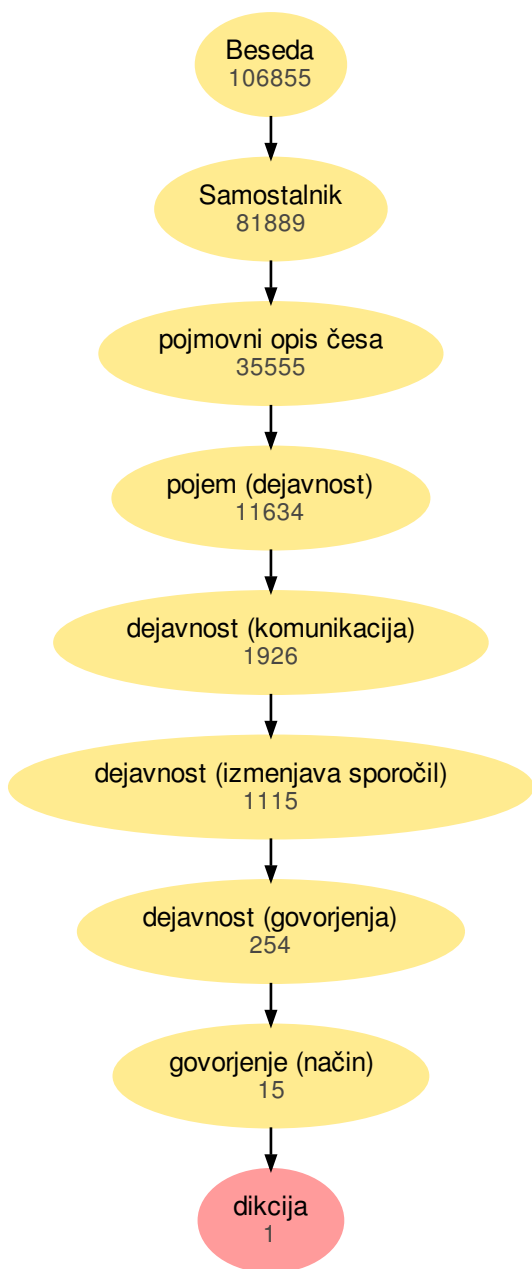 Beseda
106855
Samostalnik
81889
pojmovni opis česa
35555
pojem (dejavnost)
11634
dejavnost (komunikacija)
1926
dejavnost (izmenjava sporočil)
1115
dejavnost (govorjenja)
254
govorjenje (način)
15
dikcija
1